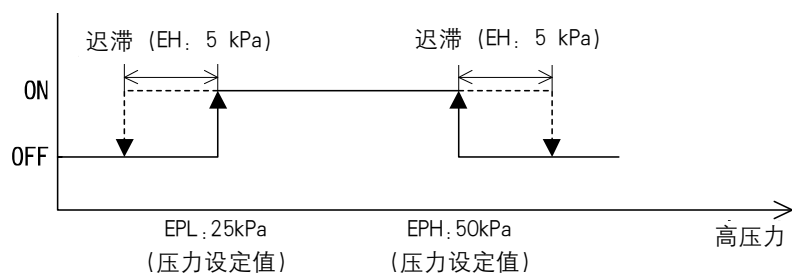 迟滞 (EH: 5 kPa)
迟滞 (EH: 5 kPa)
ON
OFF
EPL:25kPa
(压力设定值)
EPH:50kPa
(压力设定值)
高压力